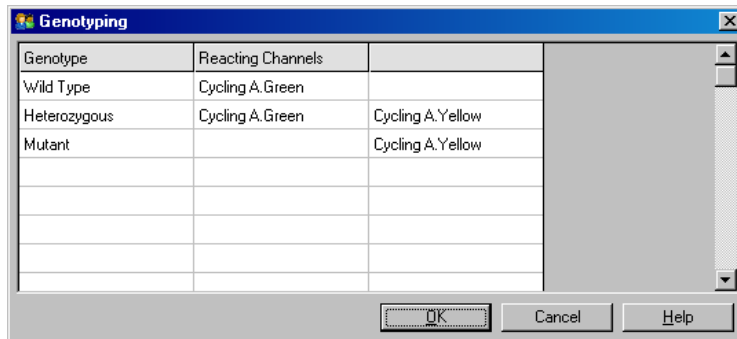 Genotyping
Genotype Reacting Channels
Wild Type Cycling A.Green
Heterozygous Cycling A.Green Cycling A.Yellow
Mutant Cycling A.Yellow
OK Cancel Help